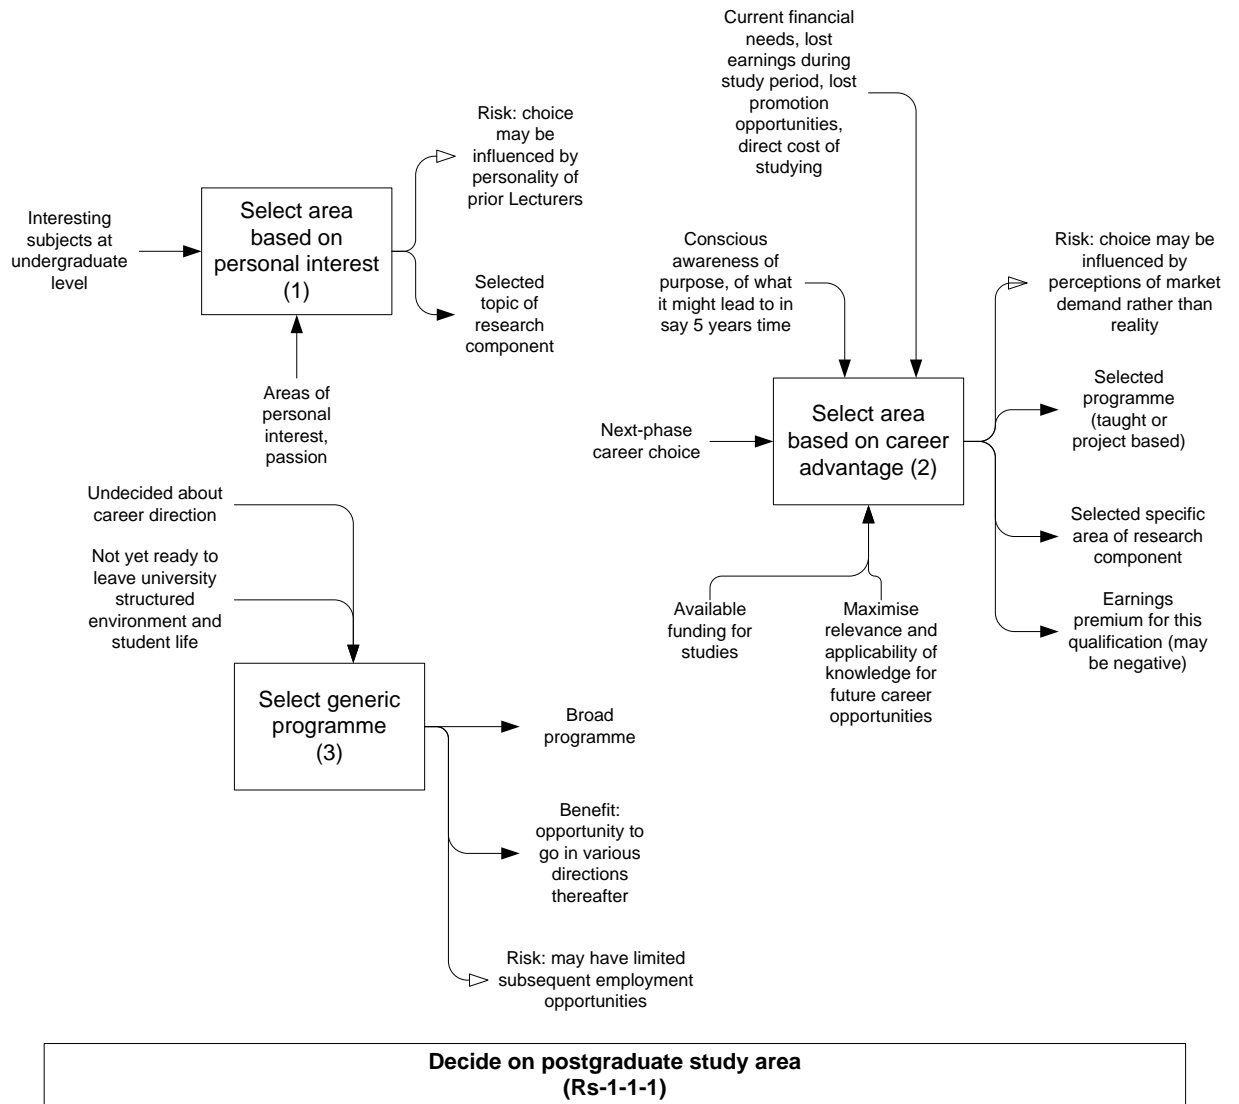 Current financial
needs, lost
earnings during
study period, lost
promotion
opportunities,
direct cost of
studying
Risk: choice
may be
influenced by
personality of
prior Lecturers
Interesting
subjects at
undergraduate
level
Select area
based on
personal interest
(1)
Selected
topic of
research
component
Areas of
personal
interest,
passion
Conscious
awareness of
purpose, of what
it might lead to in
say 5 years time
Risk: choice may be
influenced by
perceptions of market
demand rather than
reality
Next-phase
career choice
Select area
based on career
advantage (2)
Selected
programme
(taught or
project based)
Selected specific
area of research
component
Earnings
premium for this
qualification (may
be negative)
Available
funding for
studies
Maximise
relevance and
applicability of
knowledge for
future career
opportunities
Undecided about
career direction
Not yet ready to
leave university
structured
environment and
student life
Select generic
programme
(3)
Broad
programme
Benefit:
opportunity to
go in various
directions
thereafter
Risk: may have limited
subsequent employment
opportunities
Decide on postgraduate study area
(Rs-1-1-1)